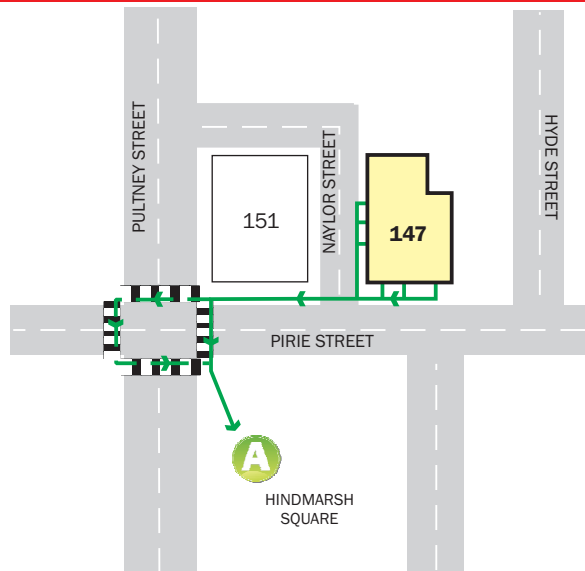 PULTNEY STREET
NAYLOR STREET
HYDE STREET
151
147
PIRIE STREET
A
HINDMARSH
SQUARE